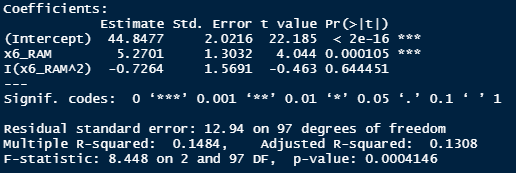 Coefficients:
Estimate Std. Error t value Pr(>|t|)
(Intercept) 44.8477 2.0216 22.185 < 2e-16 ***
x6_RAM 5.2701 1.3032 4.044 0.000105 ***
I(x6_RAM^2) -0.7264 1.5691 -0.463 0.644451
---
Signif. codes: 0 ‘***’ 0.001 ‘**’ 0.01 ‘*’ 0.05 ‘.’ 0.1 ‘ ’ 1
Residual standard error: 12.94 on 97 degrees of freedom
Multiple R-squared: 0.1484, Adjusted R-squared: 0.1308
F-statistic: 8.448 on 2 and 97 DF, p-value: 0.0004146